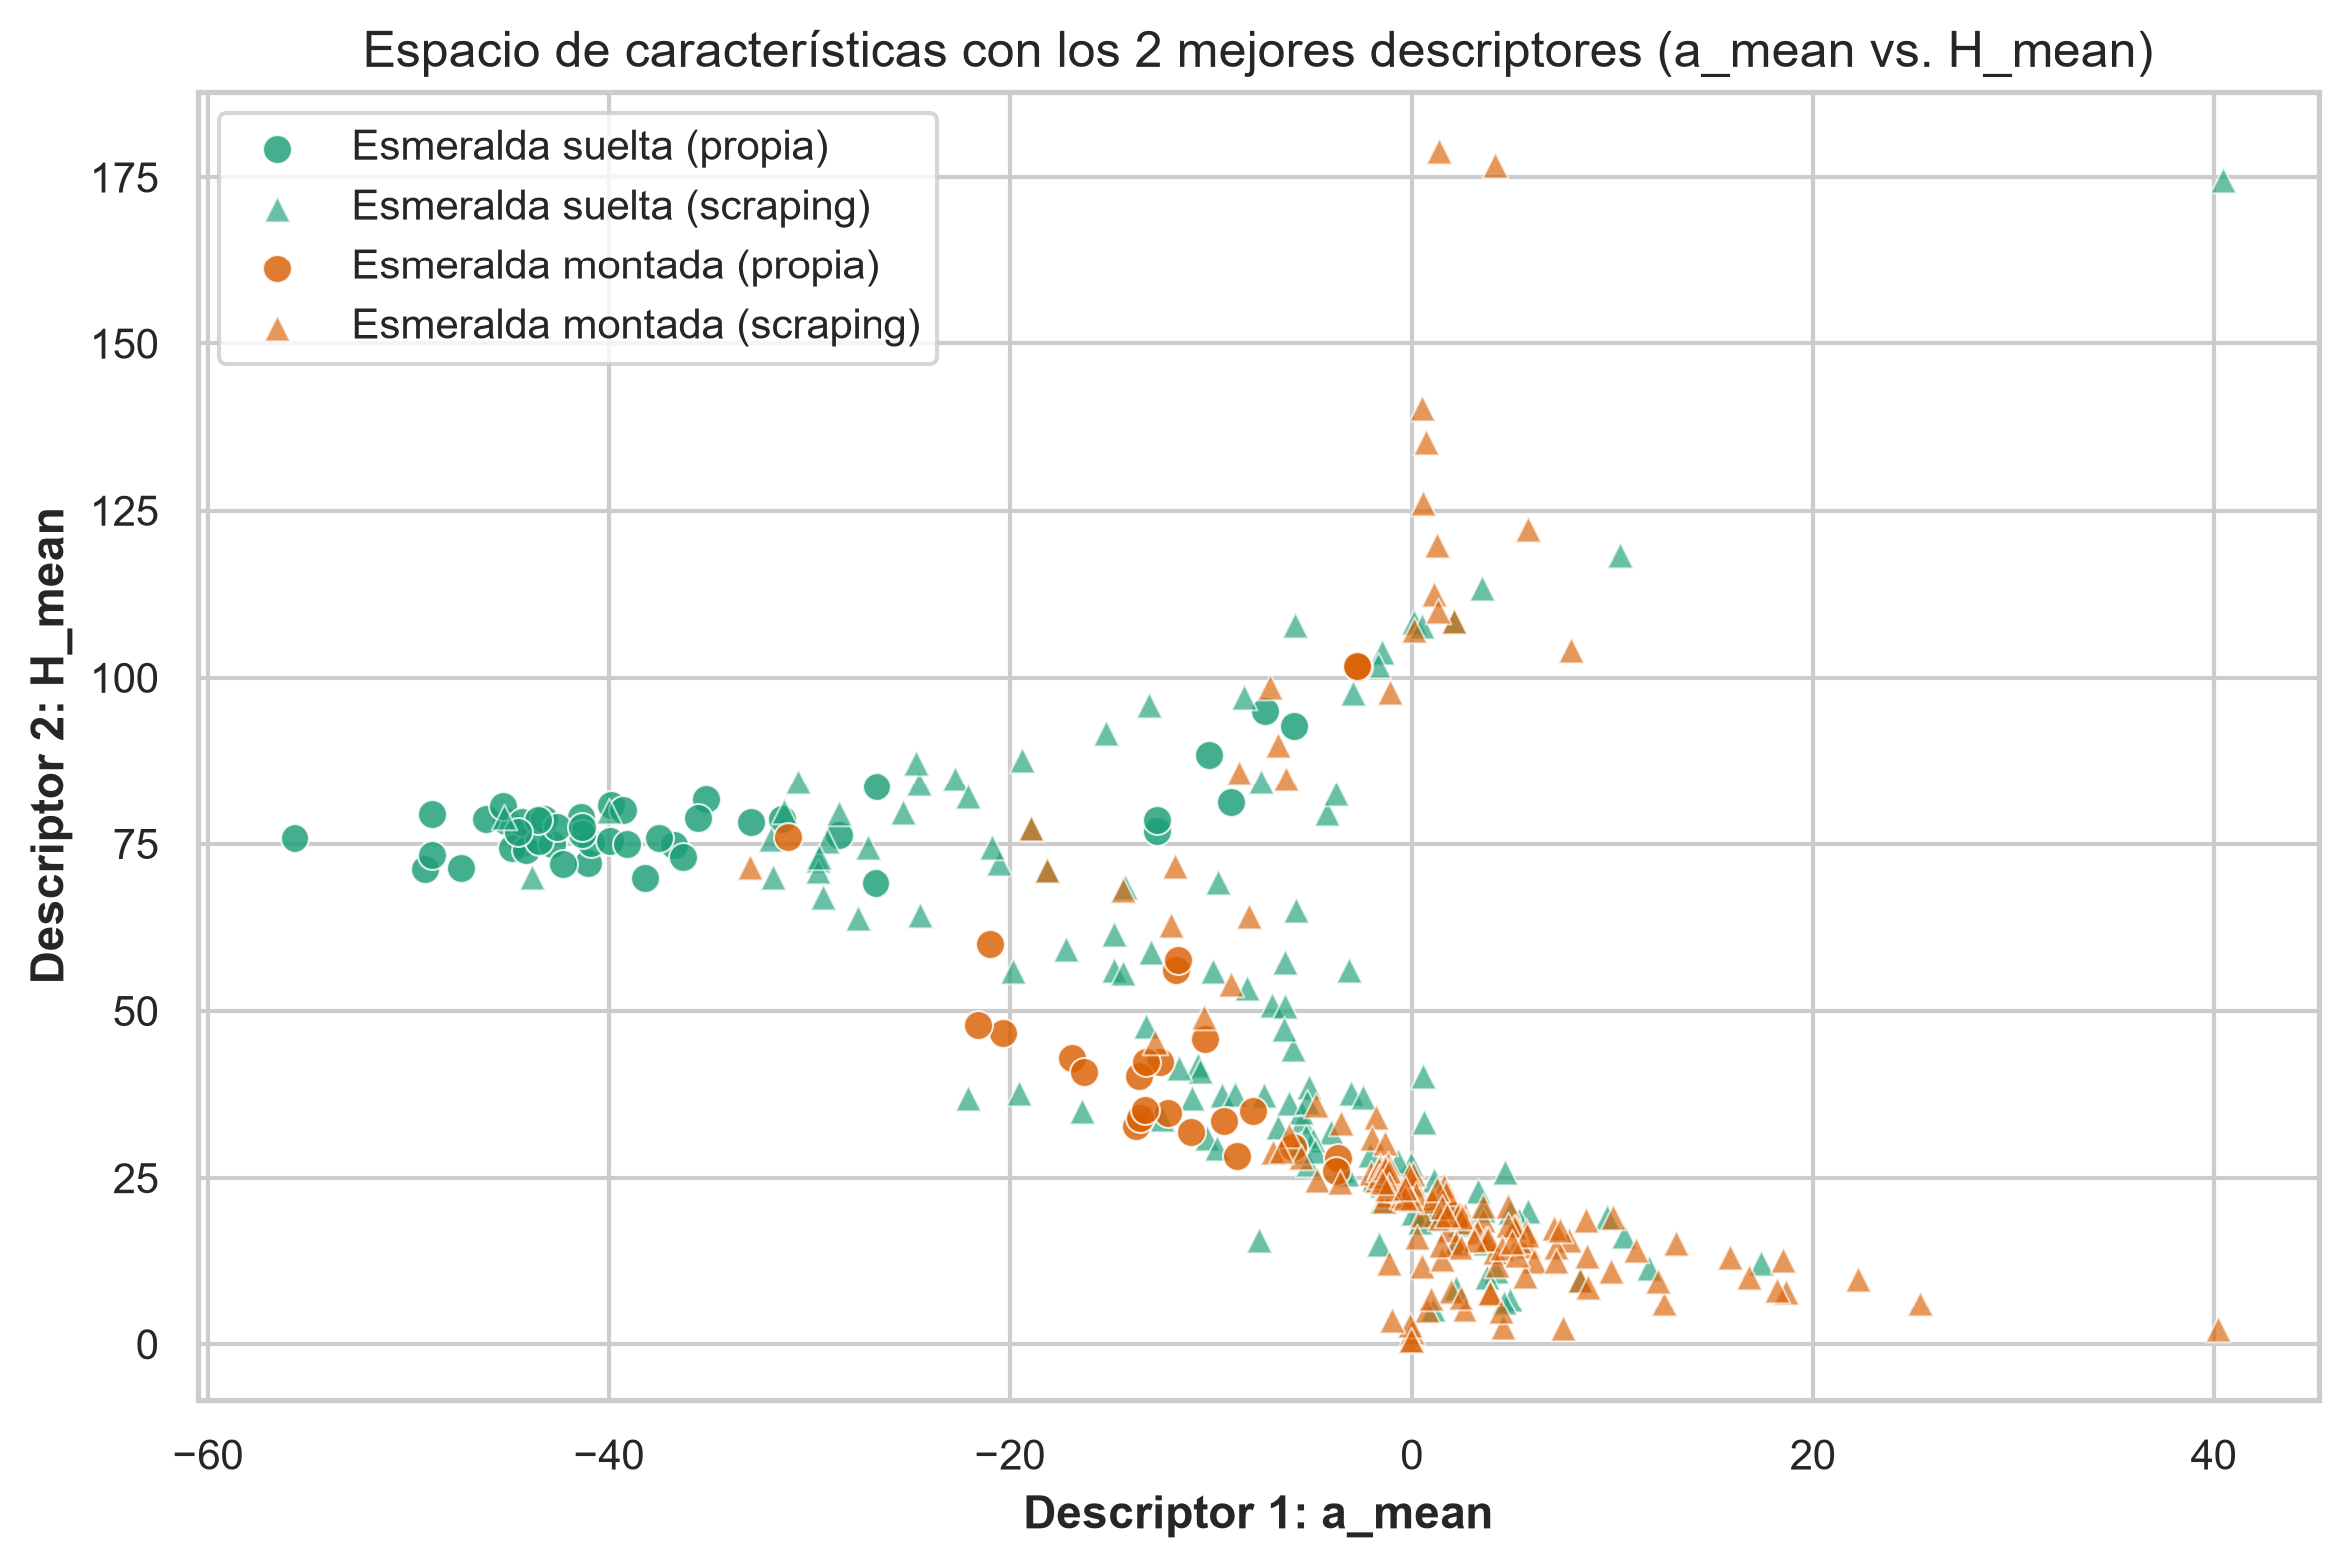 Espacio de características con los 2 mejores descriptores (a_mean vs. H_mean)
Esmeralda suelta (propia)
Esmeralda suelta (scraping)
Esmeralda montada (propia)
Esmeralda montada (scraping)
Descriptor 2: H_mean
175
150
125
100
75
50
25
0
−60 −40 −20 0 20 40
Descriptor 1: a_mean